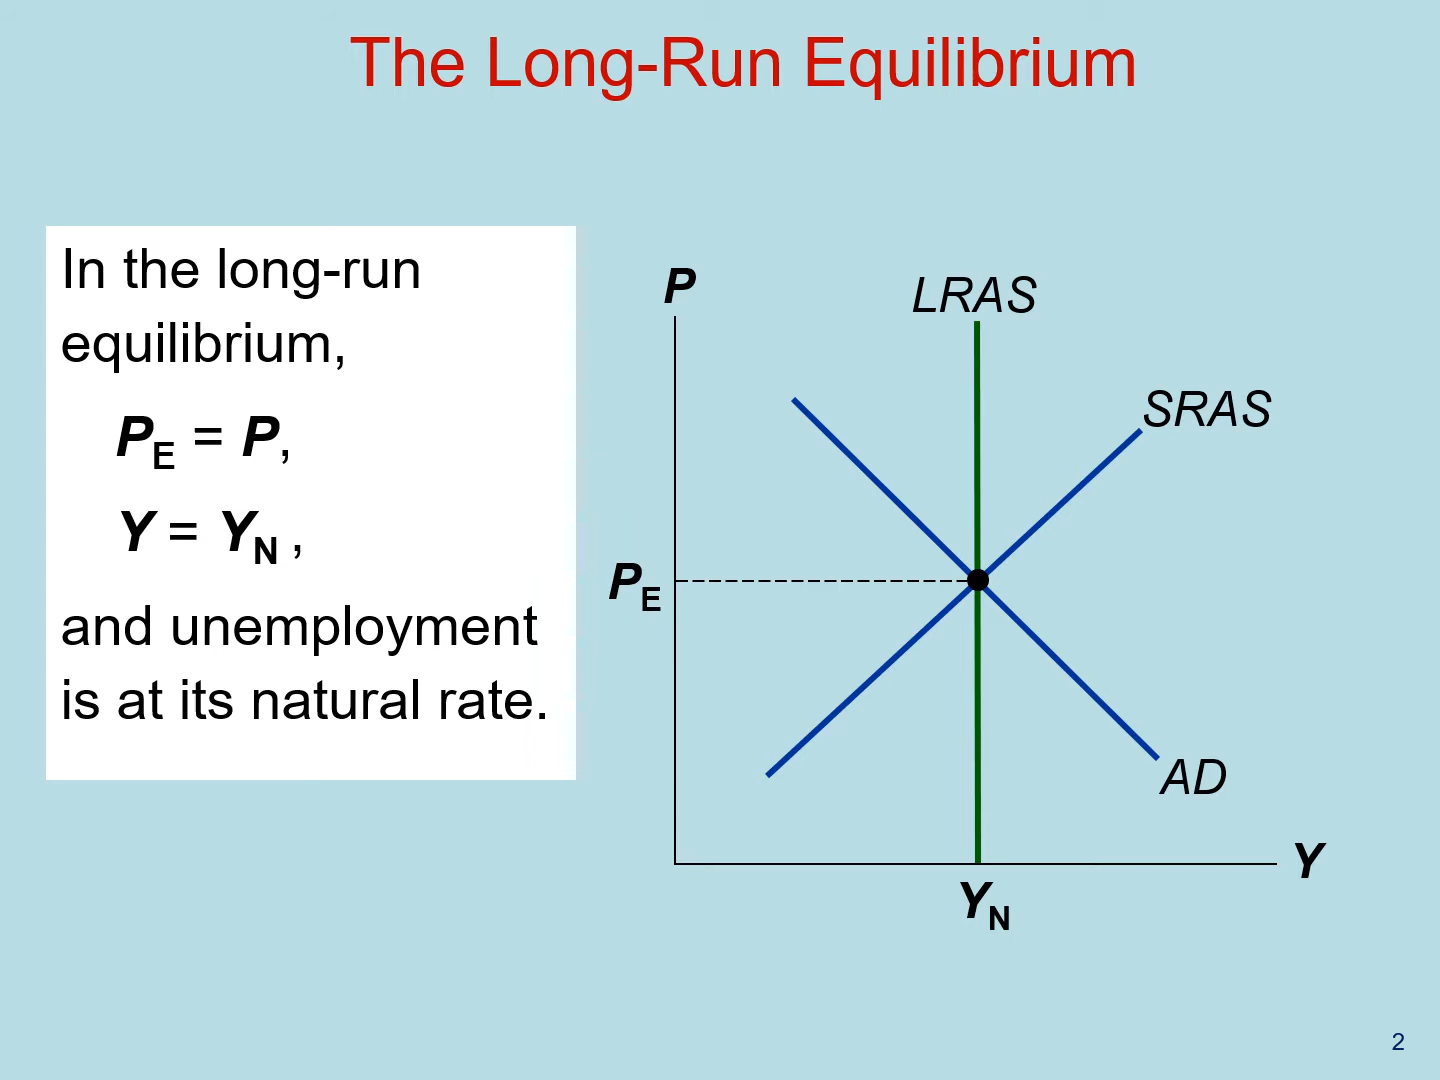 The Long-Run Equilibrium
In the long-run
equilibrium,
PE = P,
Y = YN ,
and unemployment
is at its natural rate.
P
LRAS
SRAS
PE
AD
Y
YN
2